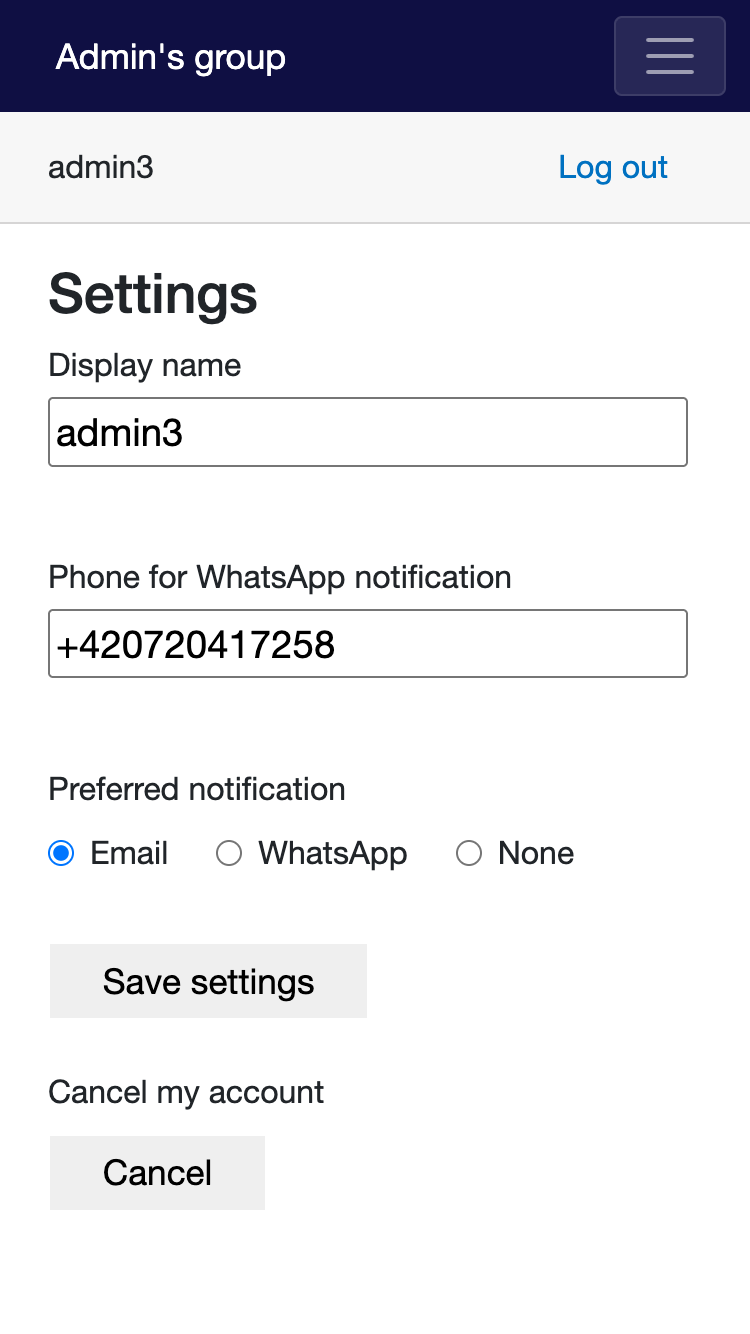 Admin's group
admin3 Log out
Settings
Display name
admin3
Phone for WhatsApp notification
+420720417258
Preferred notification
Email WhatsApp None
Save settings
Cancel my account
Cancel